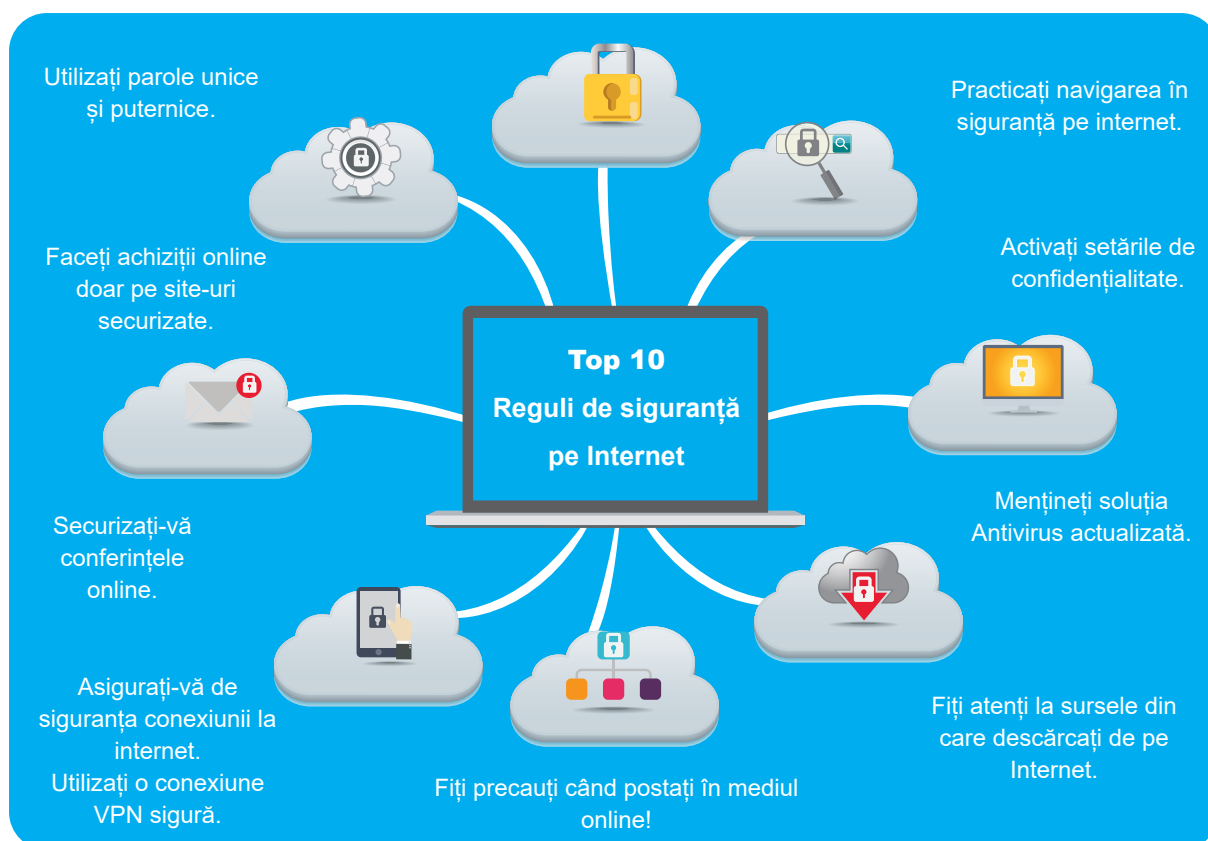 Utilizați parole unice
și puternice.
Practicați navigarea în
siguranță pe internet.
Faceți achiziții online
doar pe site-uri
securizate.
Activați setările de
confidențialitate.
Top 10
Reguli de siguranță
pe Internet
Securizați-vă
conferințele
online.
Mențineți soluția
Antivirus actualizată.
Asigurați-vă de
siguranța conexiunii la
internet.
Utilizați o conexiune
VPN sigură.
Fiți precauți când postați în mediul
online!
Fiți atenți la sursele din
care descărcați de pe
Internet.